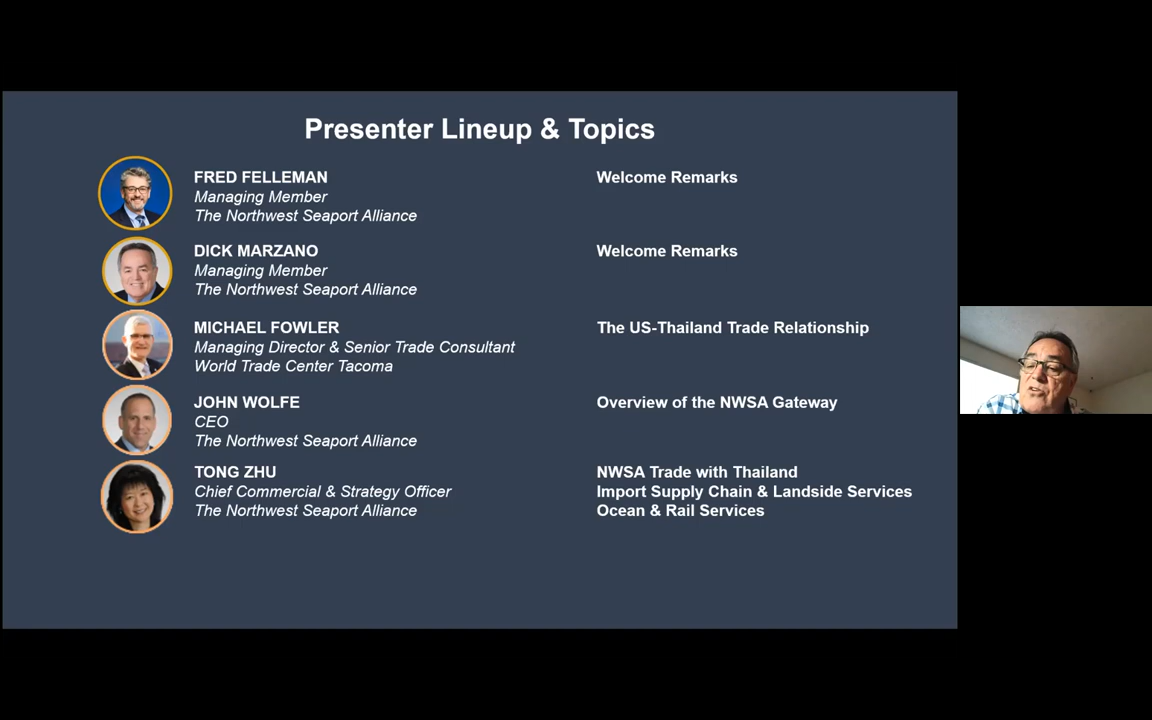 Presenter Lineup & Topics
FRED FELLEMAN
Managing Member
The Northwest Seaport Alliance
Welcome Remarks
DICK MARZANO
Managing Member
The Northwest Seaport Alliance
Welcome Remarks
MICHAEL FOWLER
Managing Director & Senior Trade Consultant
World Trade Center Tacoma
The US-Thailand Trade Relationship
JOHN WOLFE
CEO
The Northwest Seaport Alliance
Overview of the NWSA Gateway
TONG ZHU
Chief Commercial & Strategy Officer
The Northwest Seaport Alliance
NWSA Trade with Thailand
Import Supply Chain & Landside Services
Ocean & Rail Services